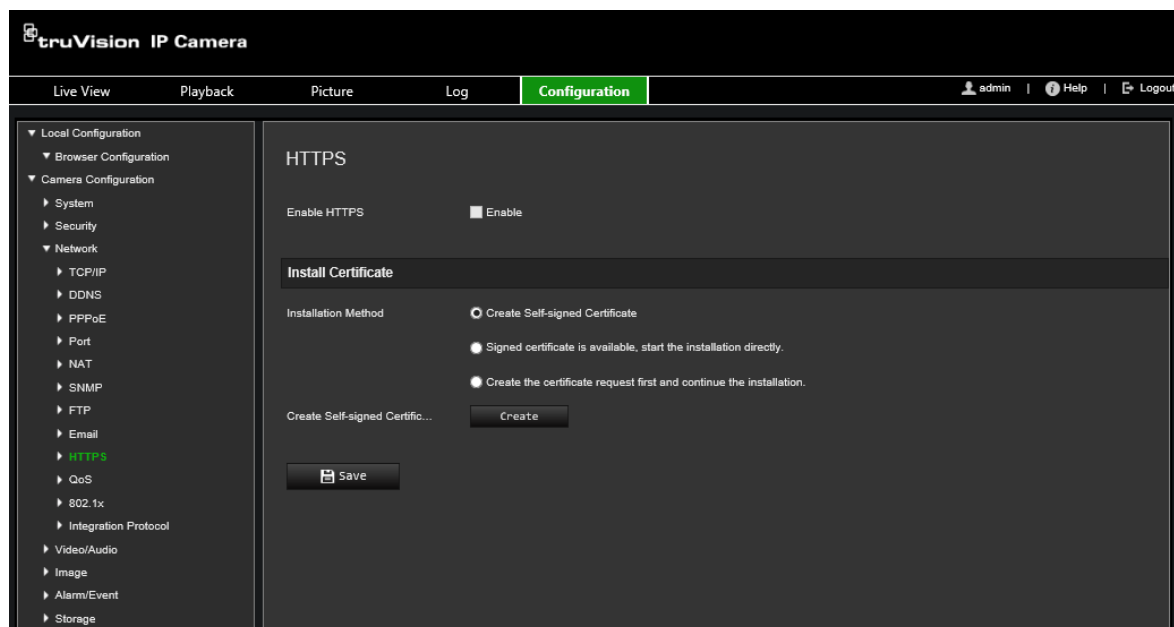 truVision IP Camera
Live View Playback Picture Log Configuration admin | Help | Logout
Local Configuration
Browser Configuration
Camera Configuration
System
Security
Network
TCP/IP
DDNS
PPPoE
Port
NAT
SNMP
FTP
Email
HTTPS
QoS
802.1x
Integration Protocol
Video/Audio
Image
Alarm/Event
Storage
HTTPS
Enable HTTPS Enable
Install Certificate
Installation Method Create Self-signed Certificate
Signed certificate is available, start the installation directly.
Create the certificate request first and continue the installation.
Create Self-signed Certific... Create
Save